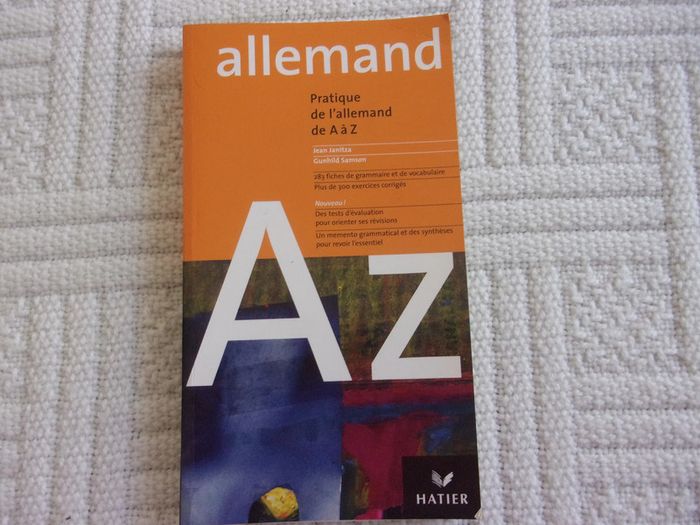 allemand
Pratique
de l'allemand
de A à Z
Jean Janitza
Gunhild Samson
283 fiches de grammaire et de vocabulaire
Plus de 300 exercices corrigés
Nouveau !
Des tests d'évaluation
pour orienter ses révisions
Un memento grammatical et des synthèses
pour revoir l'essentiel
Az
HATIER